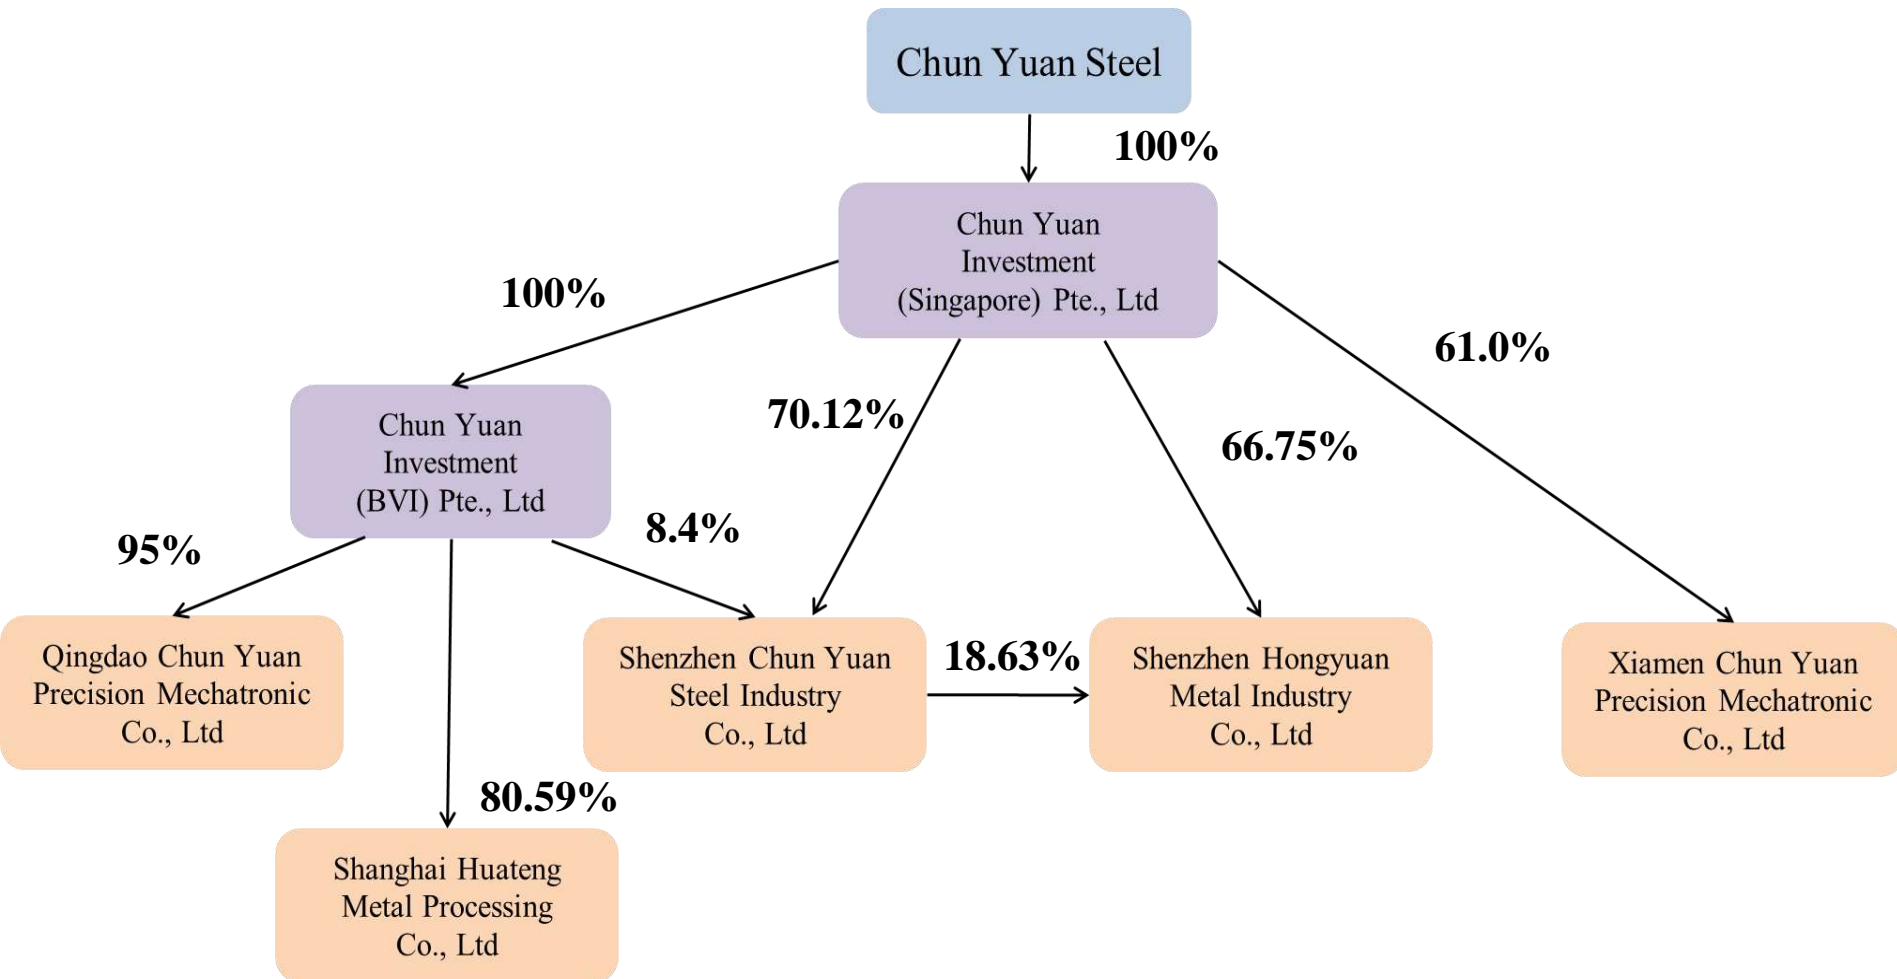 Chun Yuan Steel
100%
Chun Yuan
Investment
(Singapore) Pte., Ltd
100%
61.0%
70.12%
66.75%
Chun Yuan
Investment
(BVI) Pte., Ltd
95%
8.4%
Qingdao Chun Yuan
Precision Mechatronic
Co., Ltd
Shenzhen Chun Yuan
Steel Industry
Co., Ltd
18.63%
Shenzhen Hongyuan
Metal Industry
Co., Ltd
Xiamen Chun Yuan
Precision Mechatronic
Co., Ltd
80.59%
Shanghai Huateng
Metal Processing
Co., Ltd